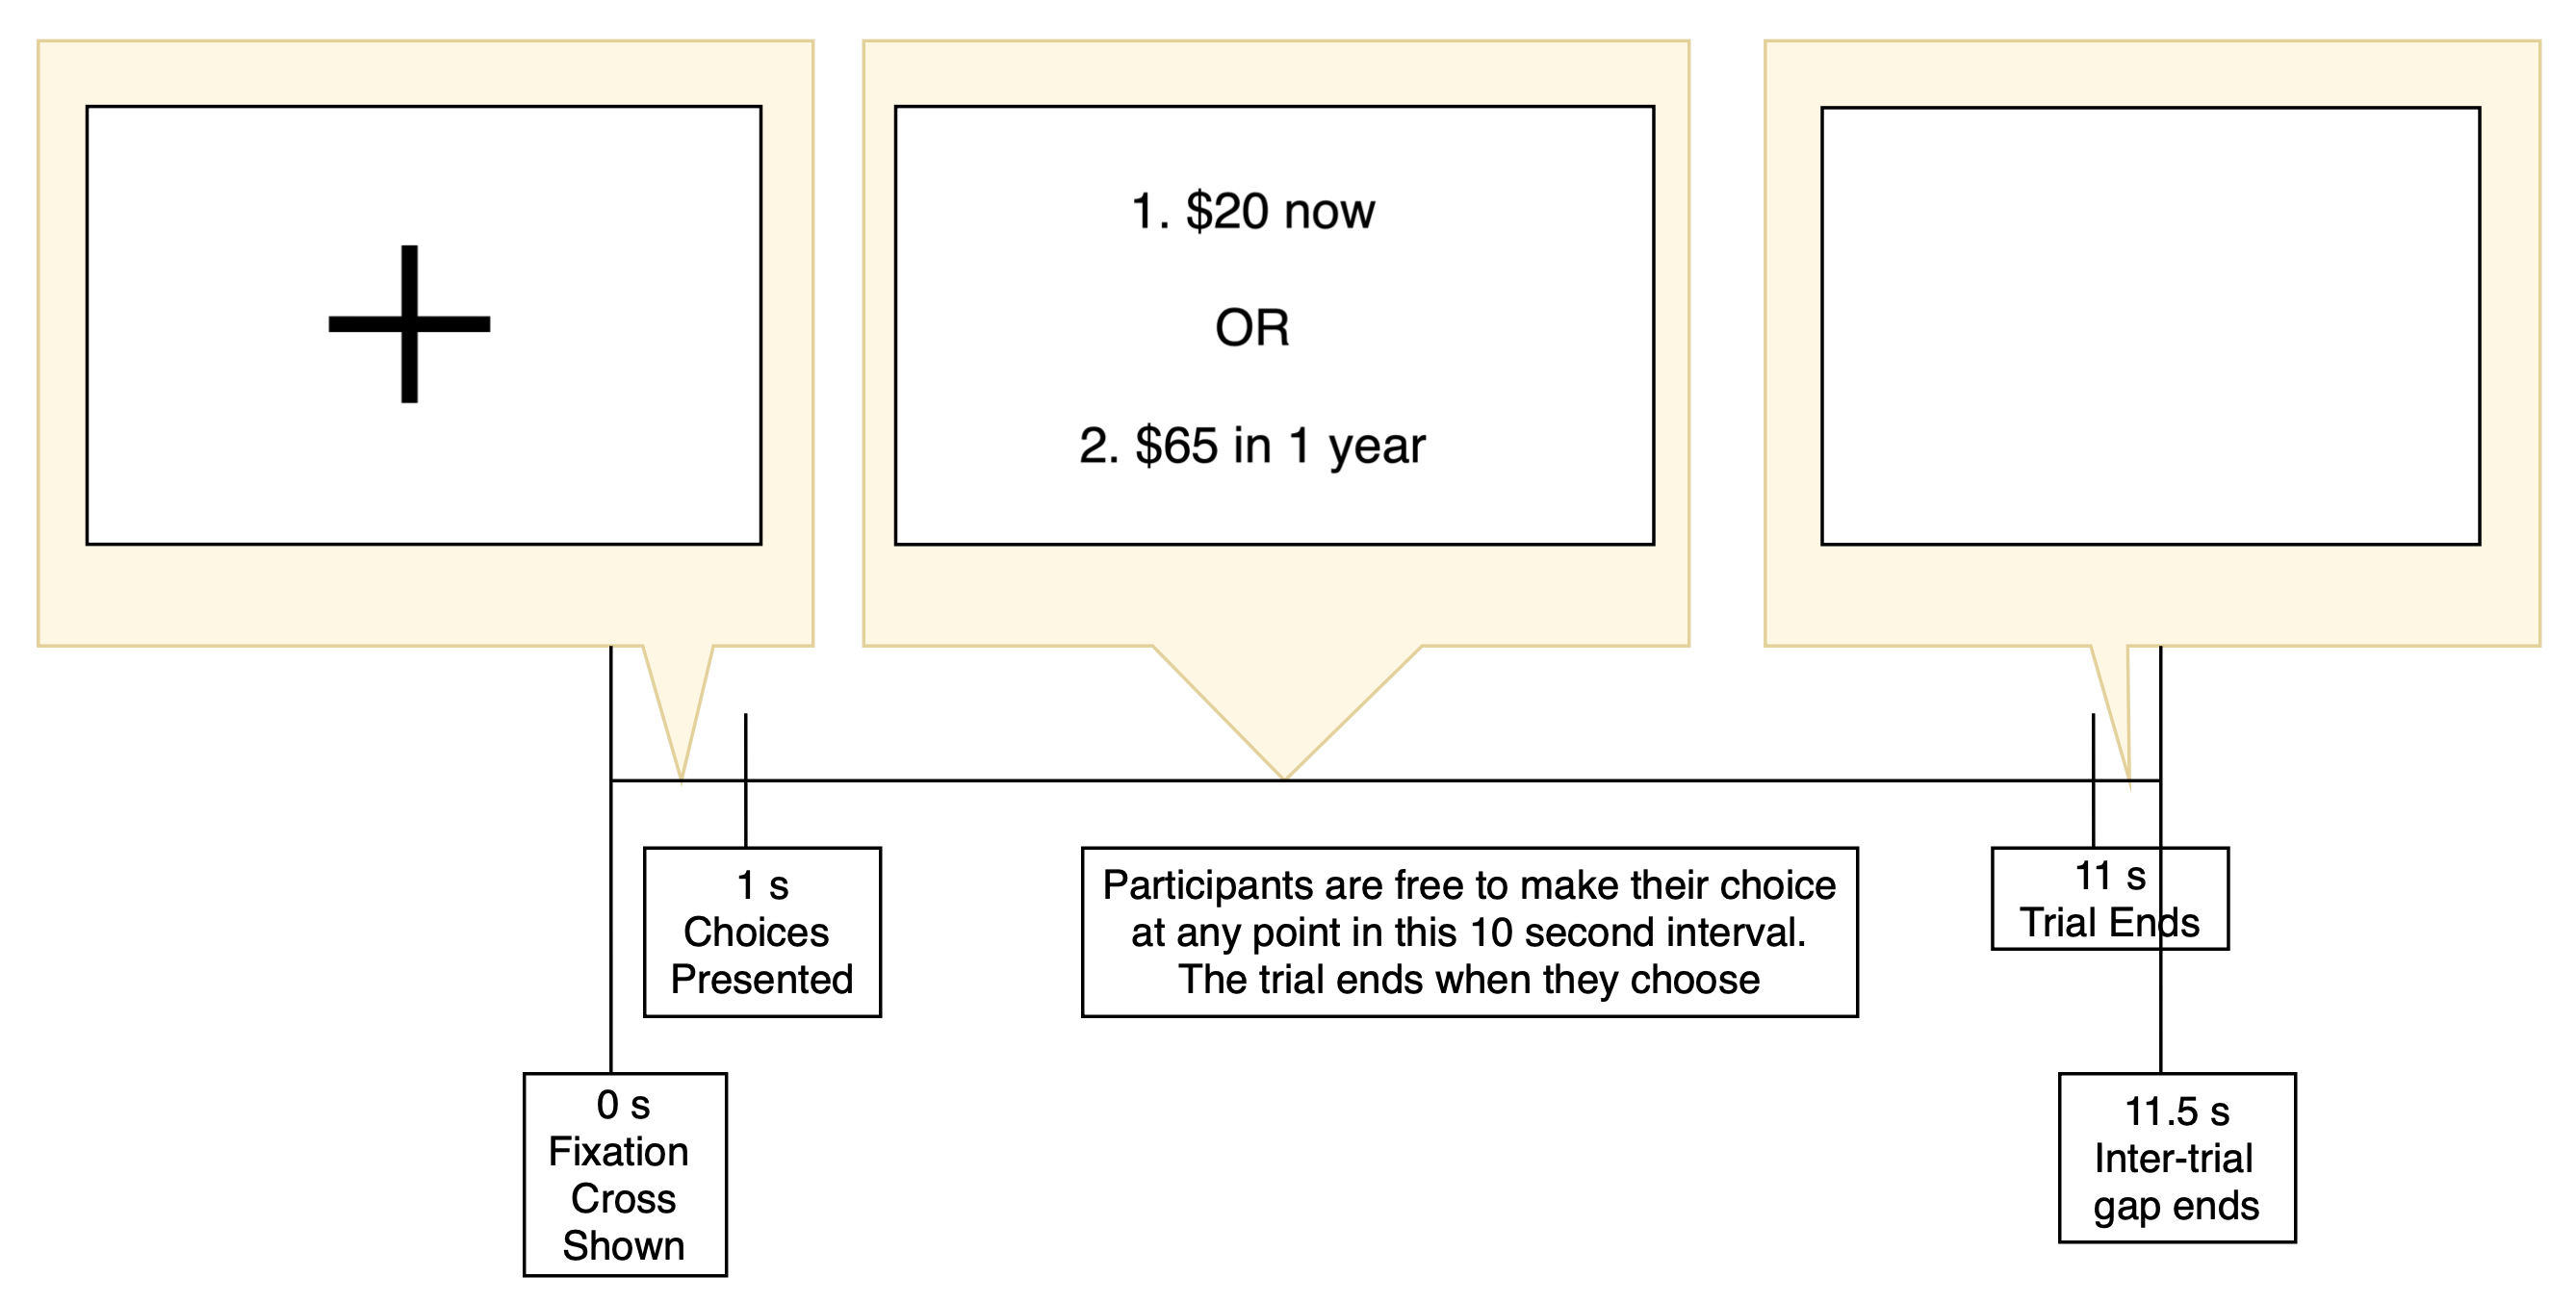 1. $20 now
OR
2. $65 in 1 year
1 s
Choices
Presented
Participants are free to make their choice
at any point in this 10 second interval.
The trial ends when they choose
11 s
Trial Ends
0 s
Fixation
Cross
Shown
11.5 s
Inter-trial
gap ends